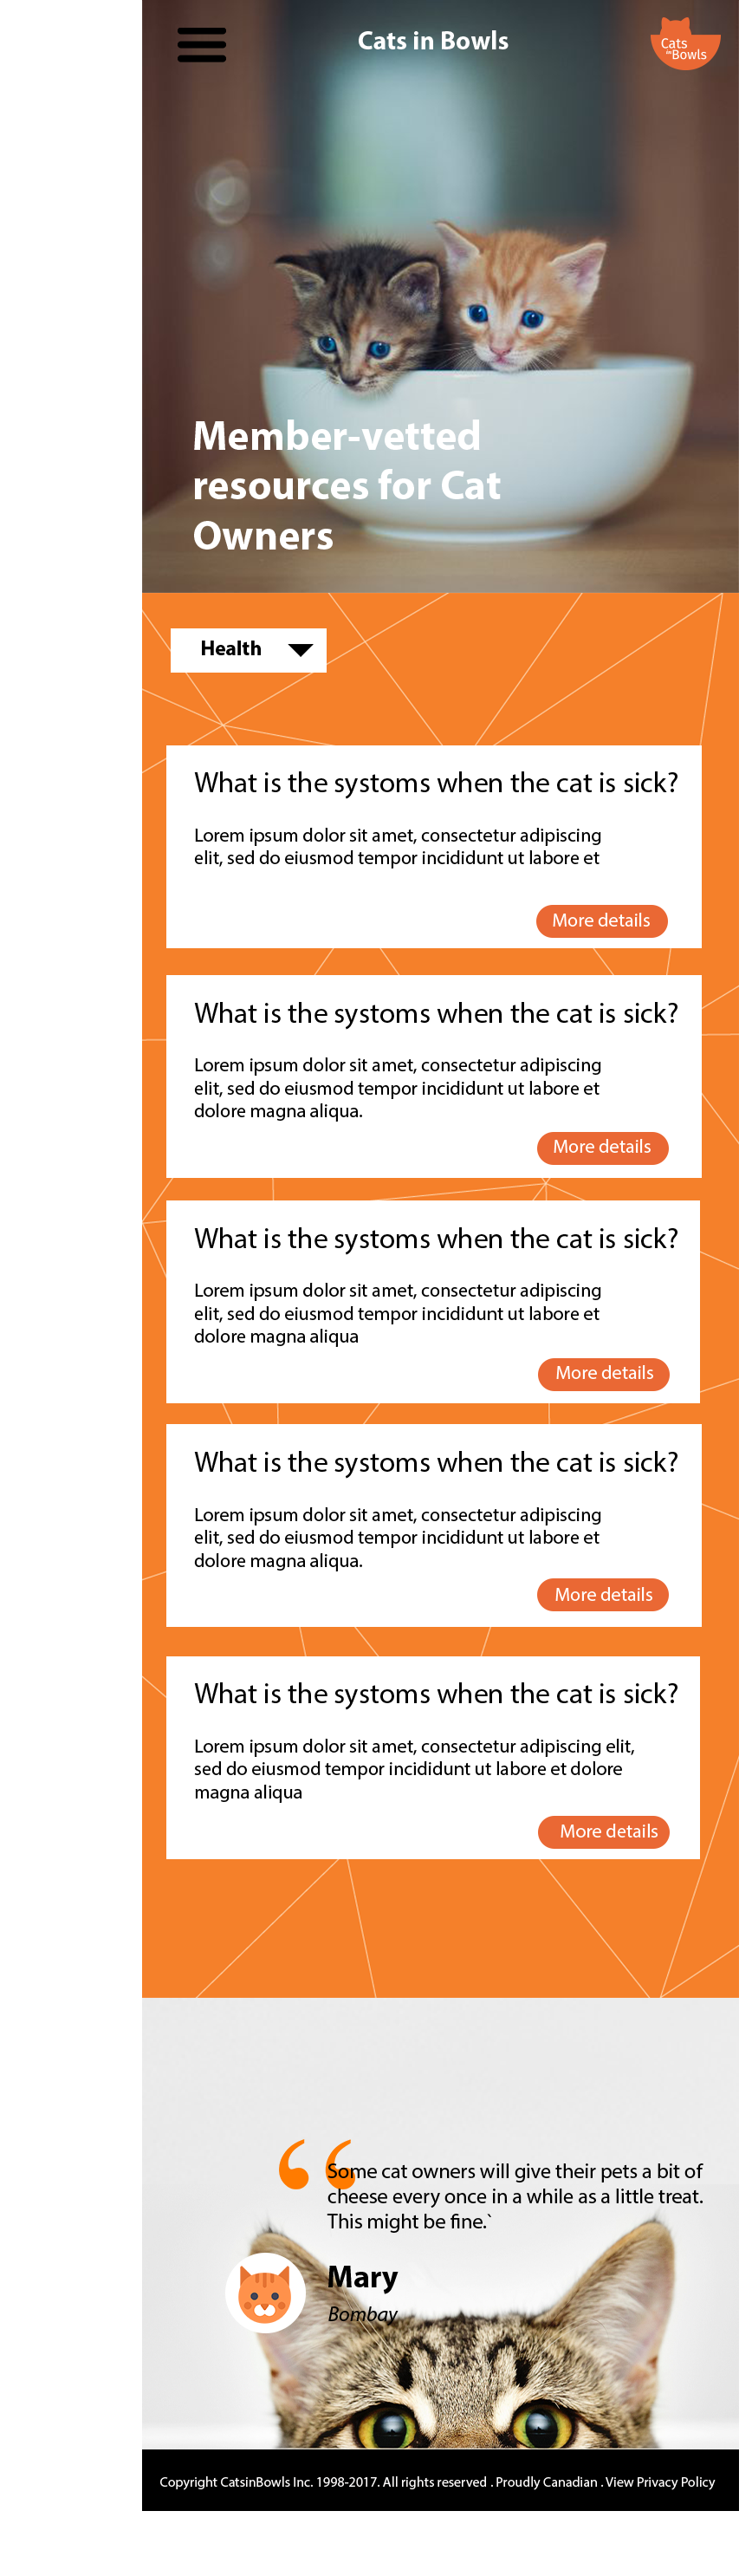 Cats in Bowls
Cats
in Bowls
Member-vetted
resources for Cat
Owners
Health
What is the systoms when the cat is sick?
Lorem ipsum dolor sit amet, consectetur adipiscing
elit, sed do eiusmod tempor incididunt ut labore et
More details
What is the systoms when the cat is sick?
Lorem ipsum dolor sit amet, consectetur adipiscing
elit, sed do eiusmod tempor incididunt ut labore et
dolore magna aliqua.
More details
What is the systoms when the cat is sick?
Lorem ipsum dolor sit amet, consectetur adipiscing
elit, sed do eiusmod tempor incididunt ut labore et
dolore magna aliqua
More details
What is the systoms when the cat is sick?
Lorem ipsum dolor sit amet, consectetur adipiscing
elit, sed do eiusmod tempor incididunt ut labore et
dolore magna aliqua.
More details
What is the systoms when the cat is sick?
Lorem ipsum dolor sit amet, consectetur adipiscing elit,
sed do eiusmod tempor incididunt ut labore et dolore
magna aliqua
More details
“
Some cat owners will give their pets a bit of
cheese every once in a while as a little treat.
This might be fine.`
Mary
Bombay
Copyright CatsinBowls Inc. 1998-2017. All rights reserved . Proudly Canadian . View Privacy Policy